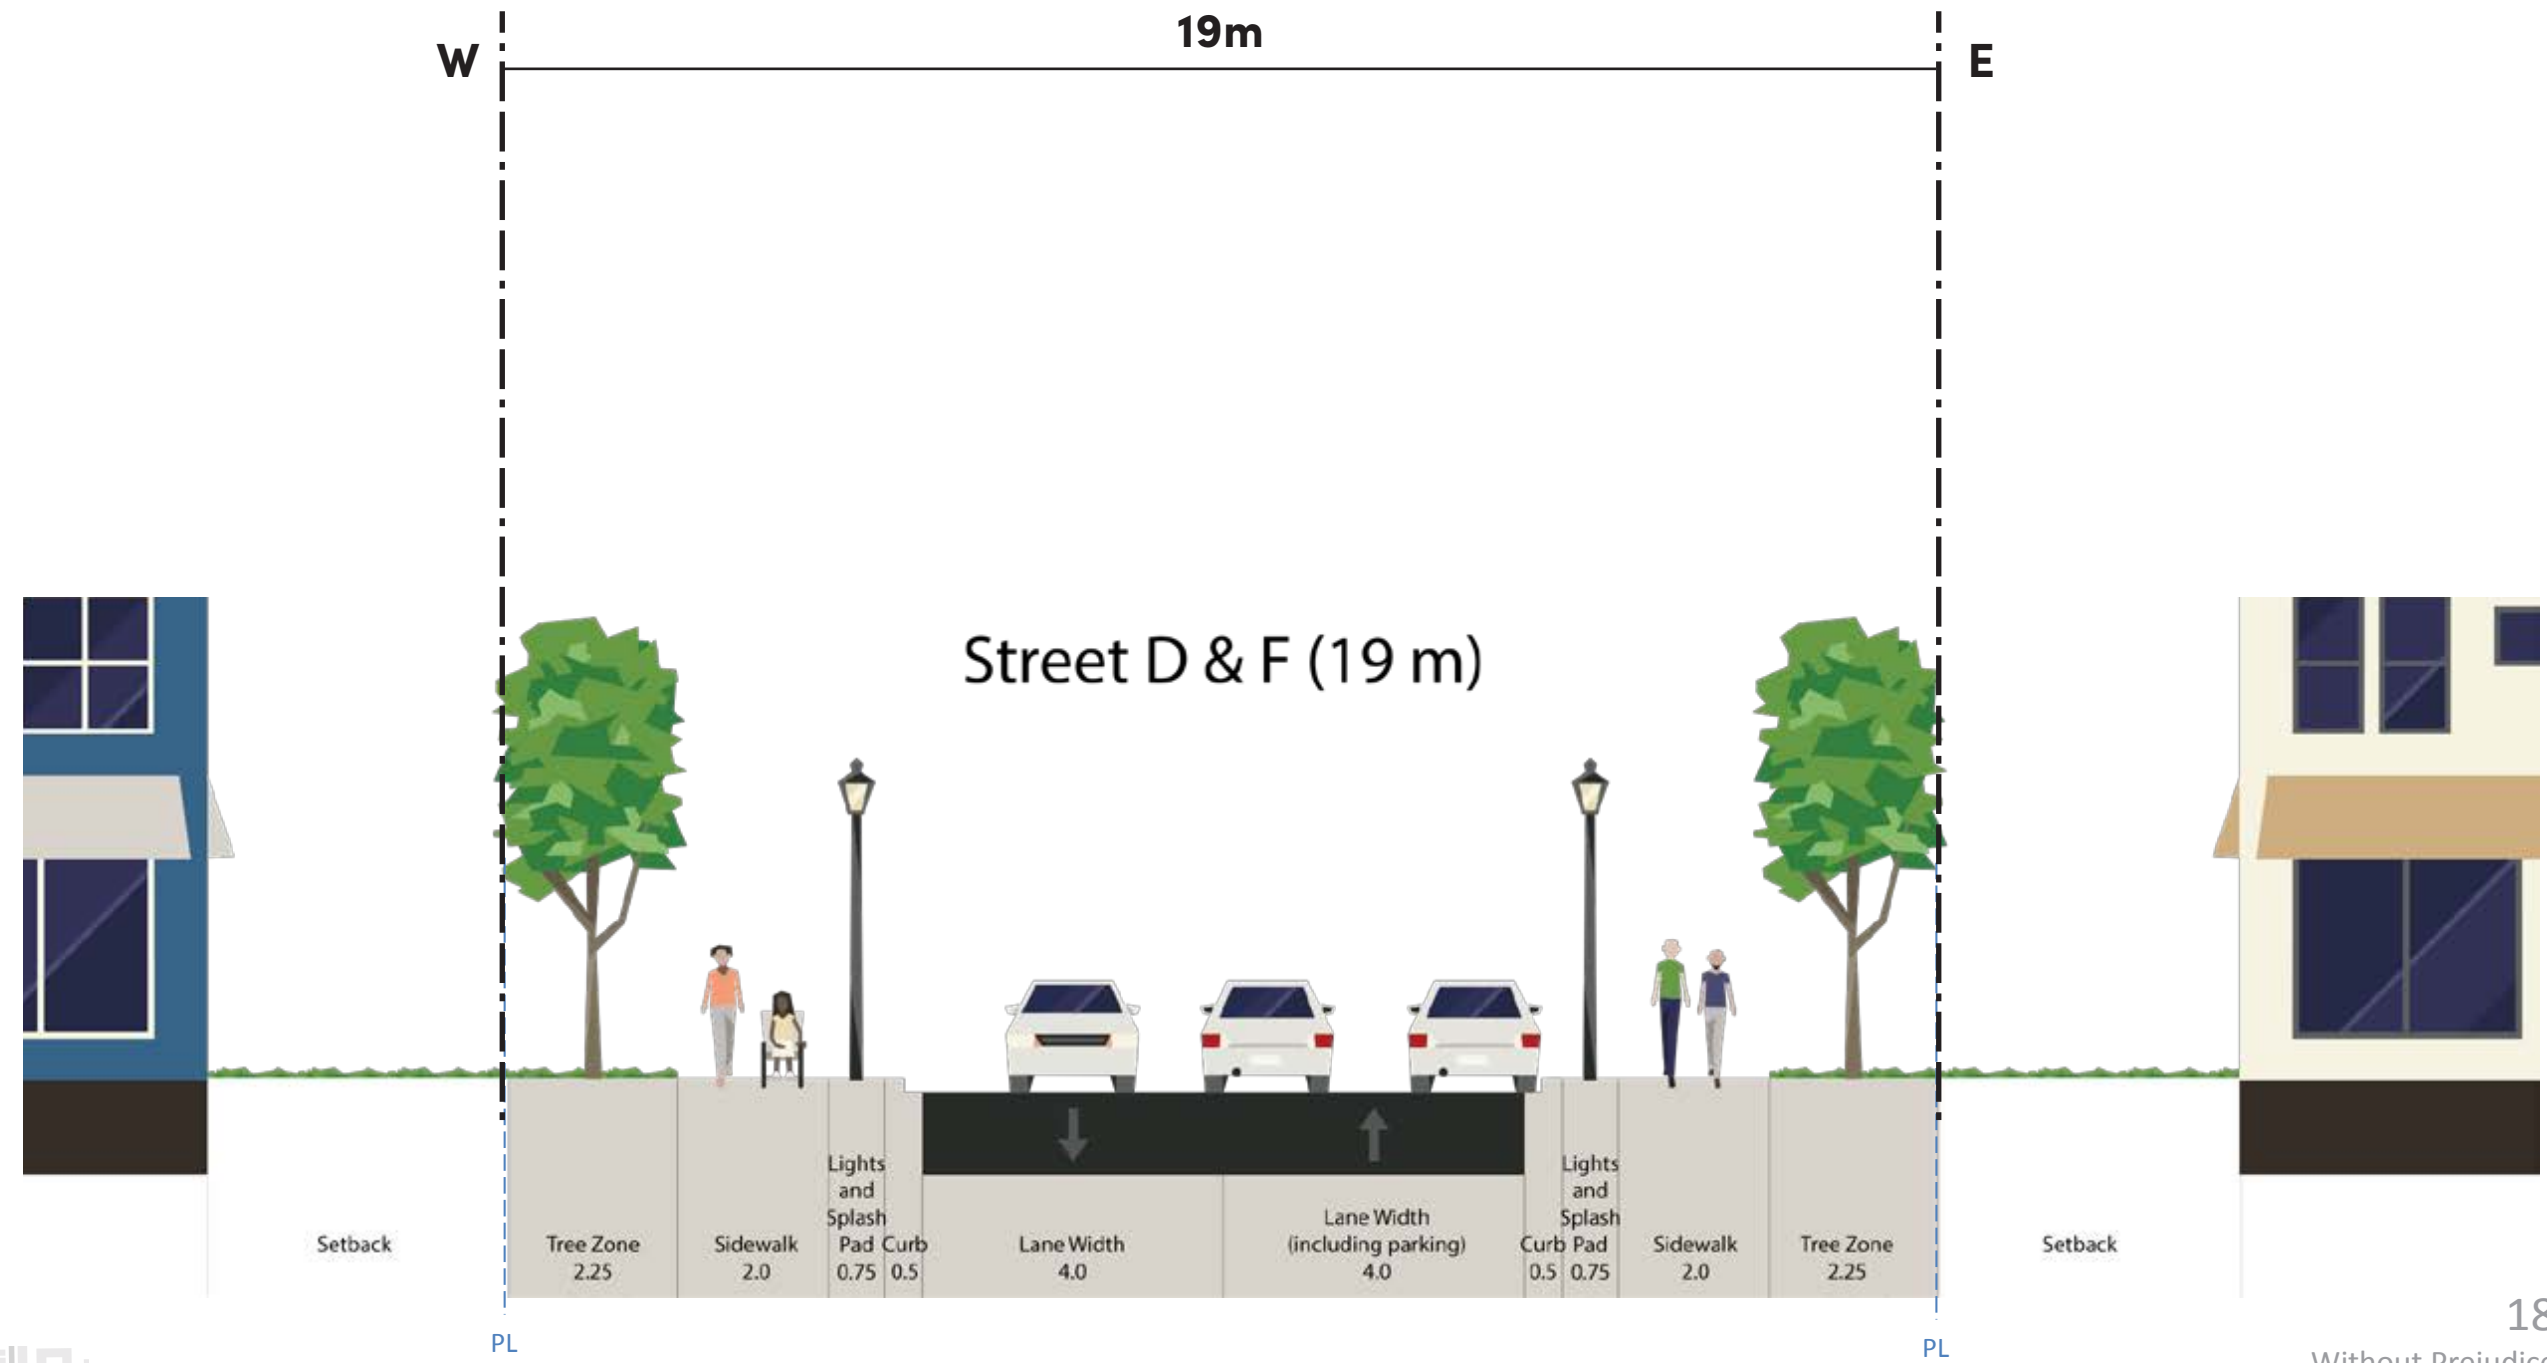 19m
W
E
Street D & F (19 m)
Setback
Tree Zone
2.25
Sidewalk
2.0
Lights
and
Splash
Pad
0.75
Curb
0.5
Lane Width
4.0
Lane Width
(including parking)
4.0
Curb
0.5
Lights
and
Splash
Pad
0.75
Sidewalk
2.0
Tree Zone
2.25
Setback
PL
PL
18
Without